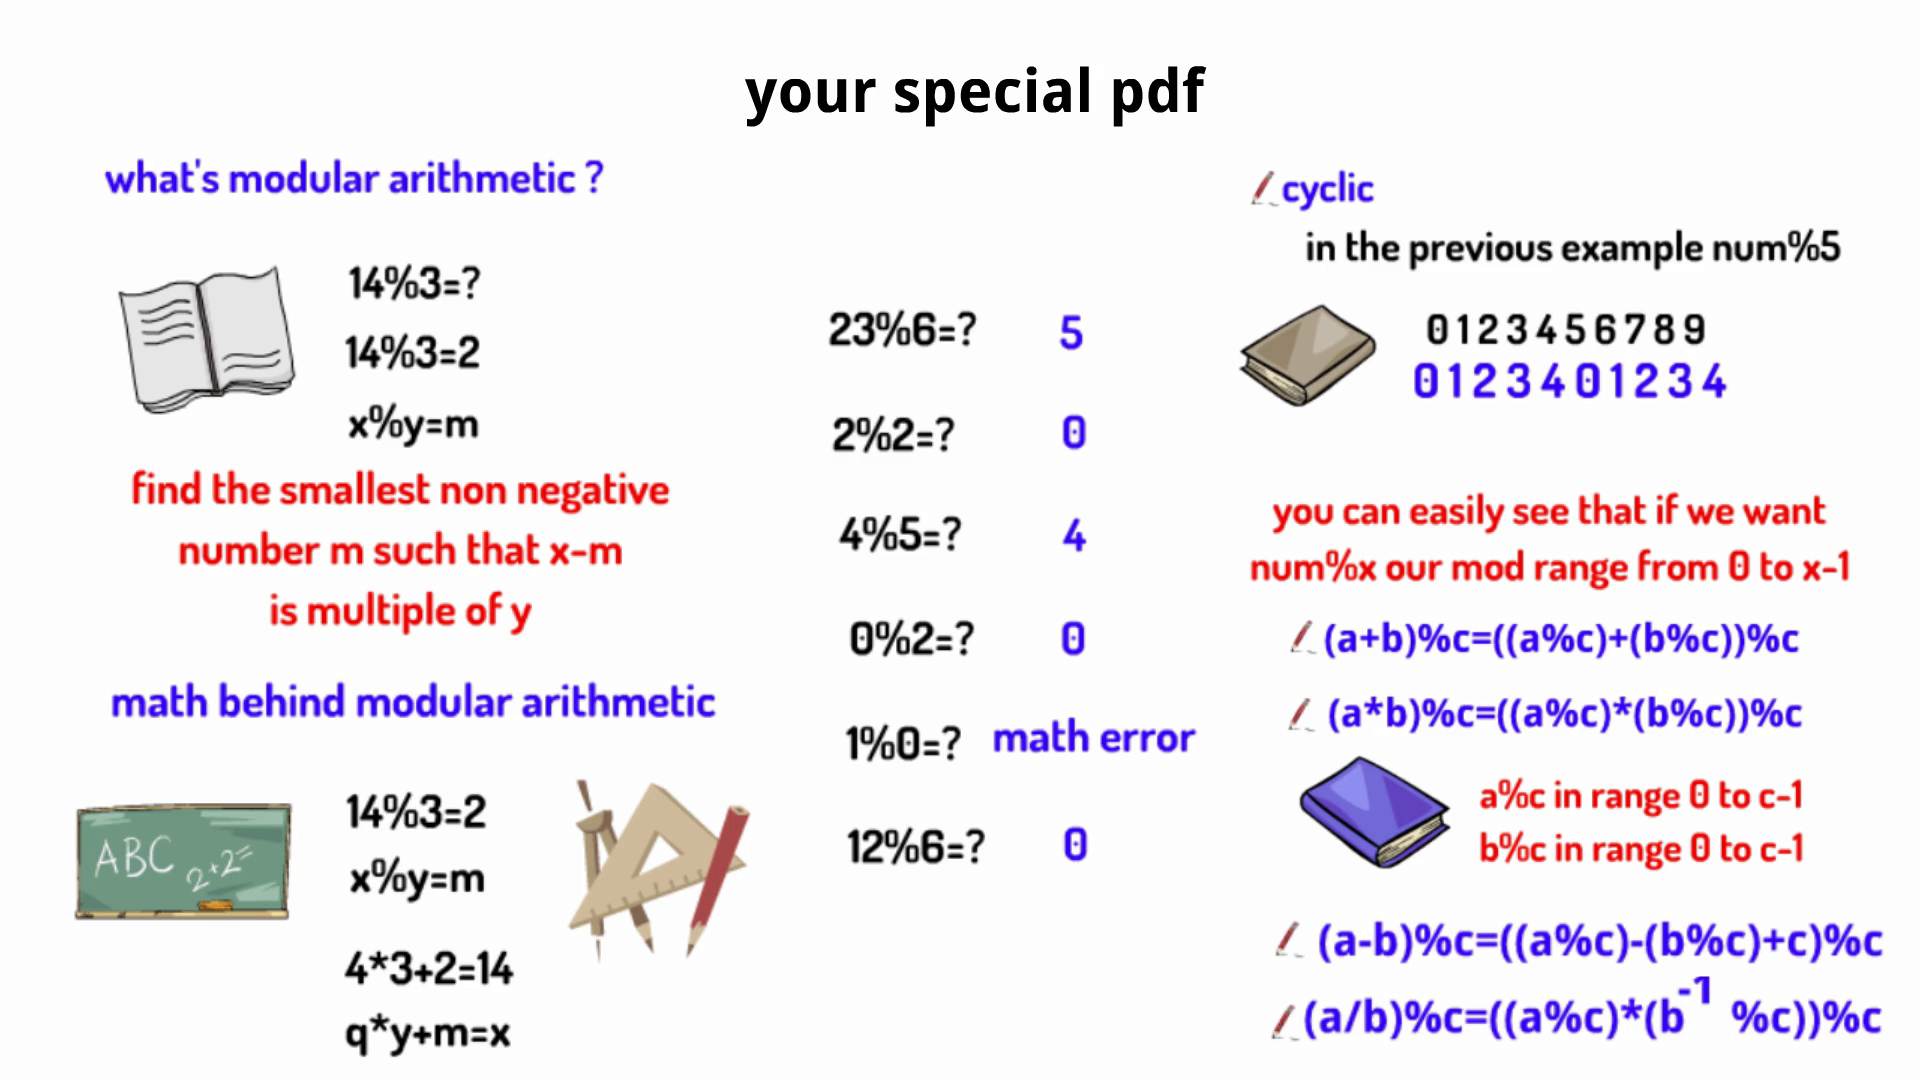 your special pdf
what's modular arithmetic ?
14%3=?
14%3=2
x%y=m
find the smallest non negative
number m such that x-m
is multiple of y
math behind modular arithmetic
ABC
2+2=
14%3=2
x%y=m
4*3+2=14
q*y+m=x
23%6=? 5
2%2=? 0
4%5=? 4
0%2=? 0
1%0=? math error
12%6=? 0
cyclic
in the previous example num%5
0 1 2 3 4 5 6 7 8 9
0 1 2 3 4 0 1 2 3 4
you can easily see that if we want
num%x our mod range from 0 to x-1
(a+b)%c=((a%c)+(b%c))%c
(a*b)%c=((a%c)*(b%c))%c
a%c in range 0 to c-1
b%c in range 0 to c-1
(a-b)%c=((a%c)-(b%c)+c)%c
(a/b)%c=((a%c)*(b⁻¹ %c))%c